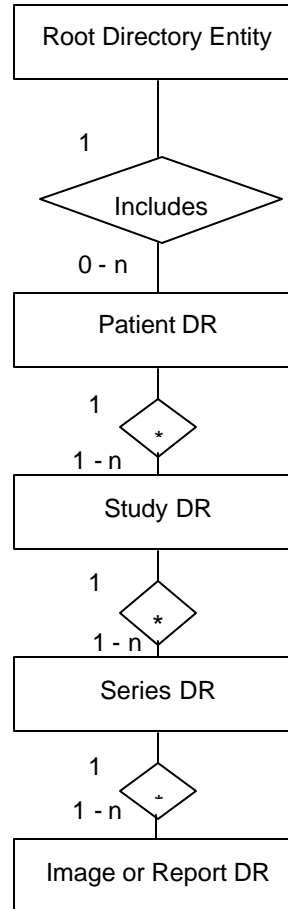 Root Directory Entity
1
Includes
0 - n
Patient DR
1
*
1 - n
Study DR
1
*
1 - n
Series DR
1
*
1 - n
Image or Report DR